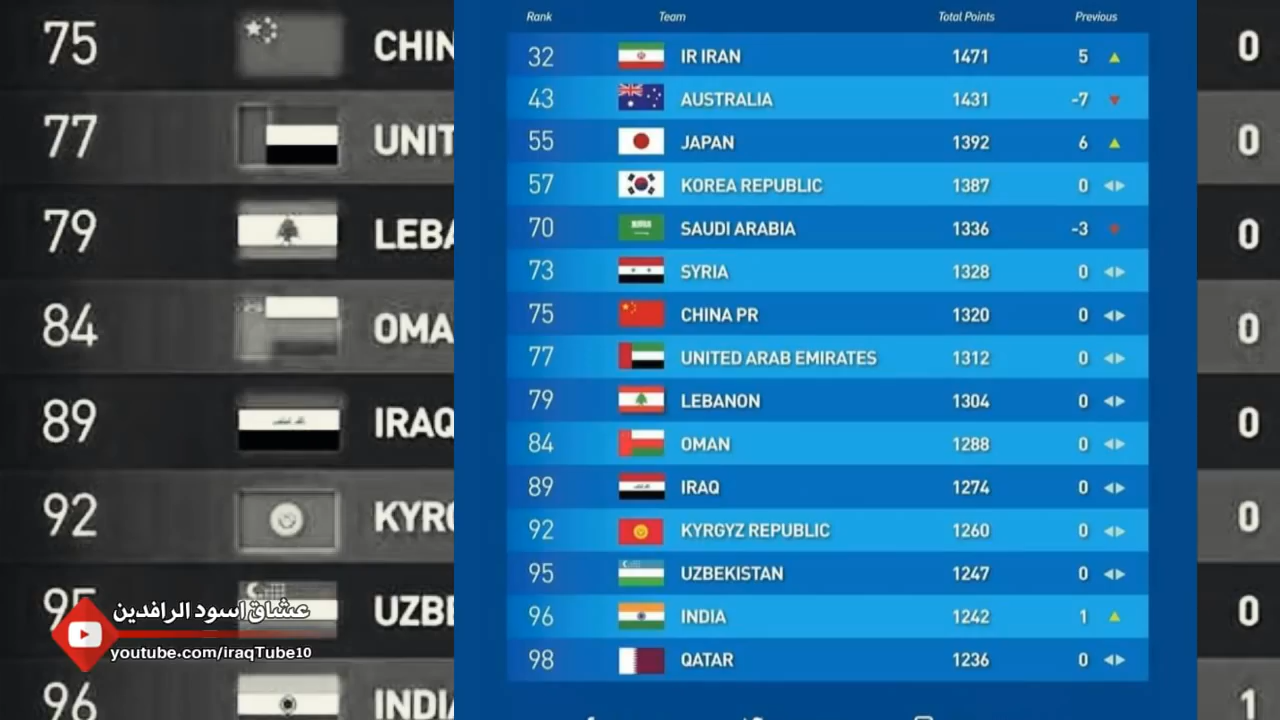 Rank Team Total Points Previous
32 IR IRAN 1471 5
43 AUSTRALIA 1431 -7
55 JAPAN 1392 6
57 KOREA REPUBLIC 1387 0
70 SAUDI ARABIA 1336 -3
73 SYRIA 1328 0
75 CHINA PR 1320 0
77 UNITED ARAB EMIRATES 1312 0
79 LEBANON 1304 0
84 OMAN 1288 0
89 IRAQ 1274 0
92 KYRGYZ REPUBLIC 1260 0
95 UZBEKISTAN 1247 0
96 INDIA 1242 1
98 QATAR 1236 0
75 CHIN 0
77 UNIT 0
79 LEBA 0
84 OMA 0
89 IRAQ 0
92 KYRG 0
95 UZBE 0
96 INDI 1
عشاق اسود الرافدين
youtube.com/iraqTube10